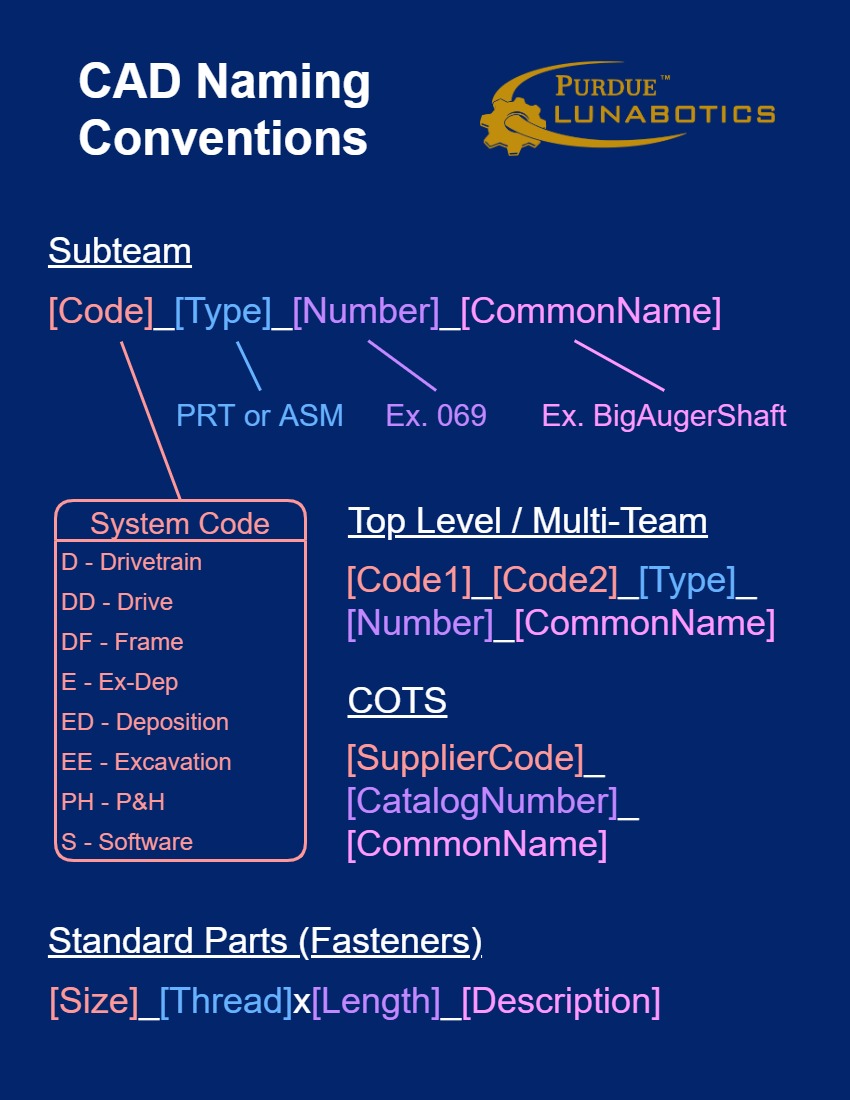 CAD Naming
Conventions
PURDUE™
LUNABOTICS
Subteam
[Code]_[Type]_[Number]_[CommonName]
PRT or ASM
Ex. 069
Ex. BigAugerShaft
System Code
D - Drivetrain
DD - Drive
DF - Frame
E - Ex-Dep
ED - Deposition
EE - Excavation
PH - P&H
S - Software
Top Level / Multi-Team
[Code1]_[Code2]_[Type]_
[Number]_[CommonName]
COTS
[SupplierCode]_
[CatalogNumber]_
[CommonName]
Standard Parts (Fasteners)
[Size]_[Thread]x[Length]_[Description]